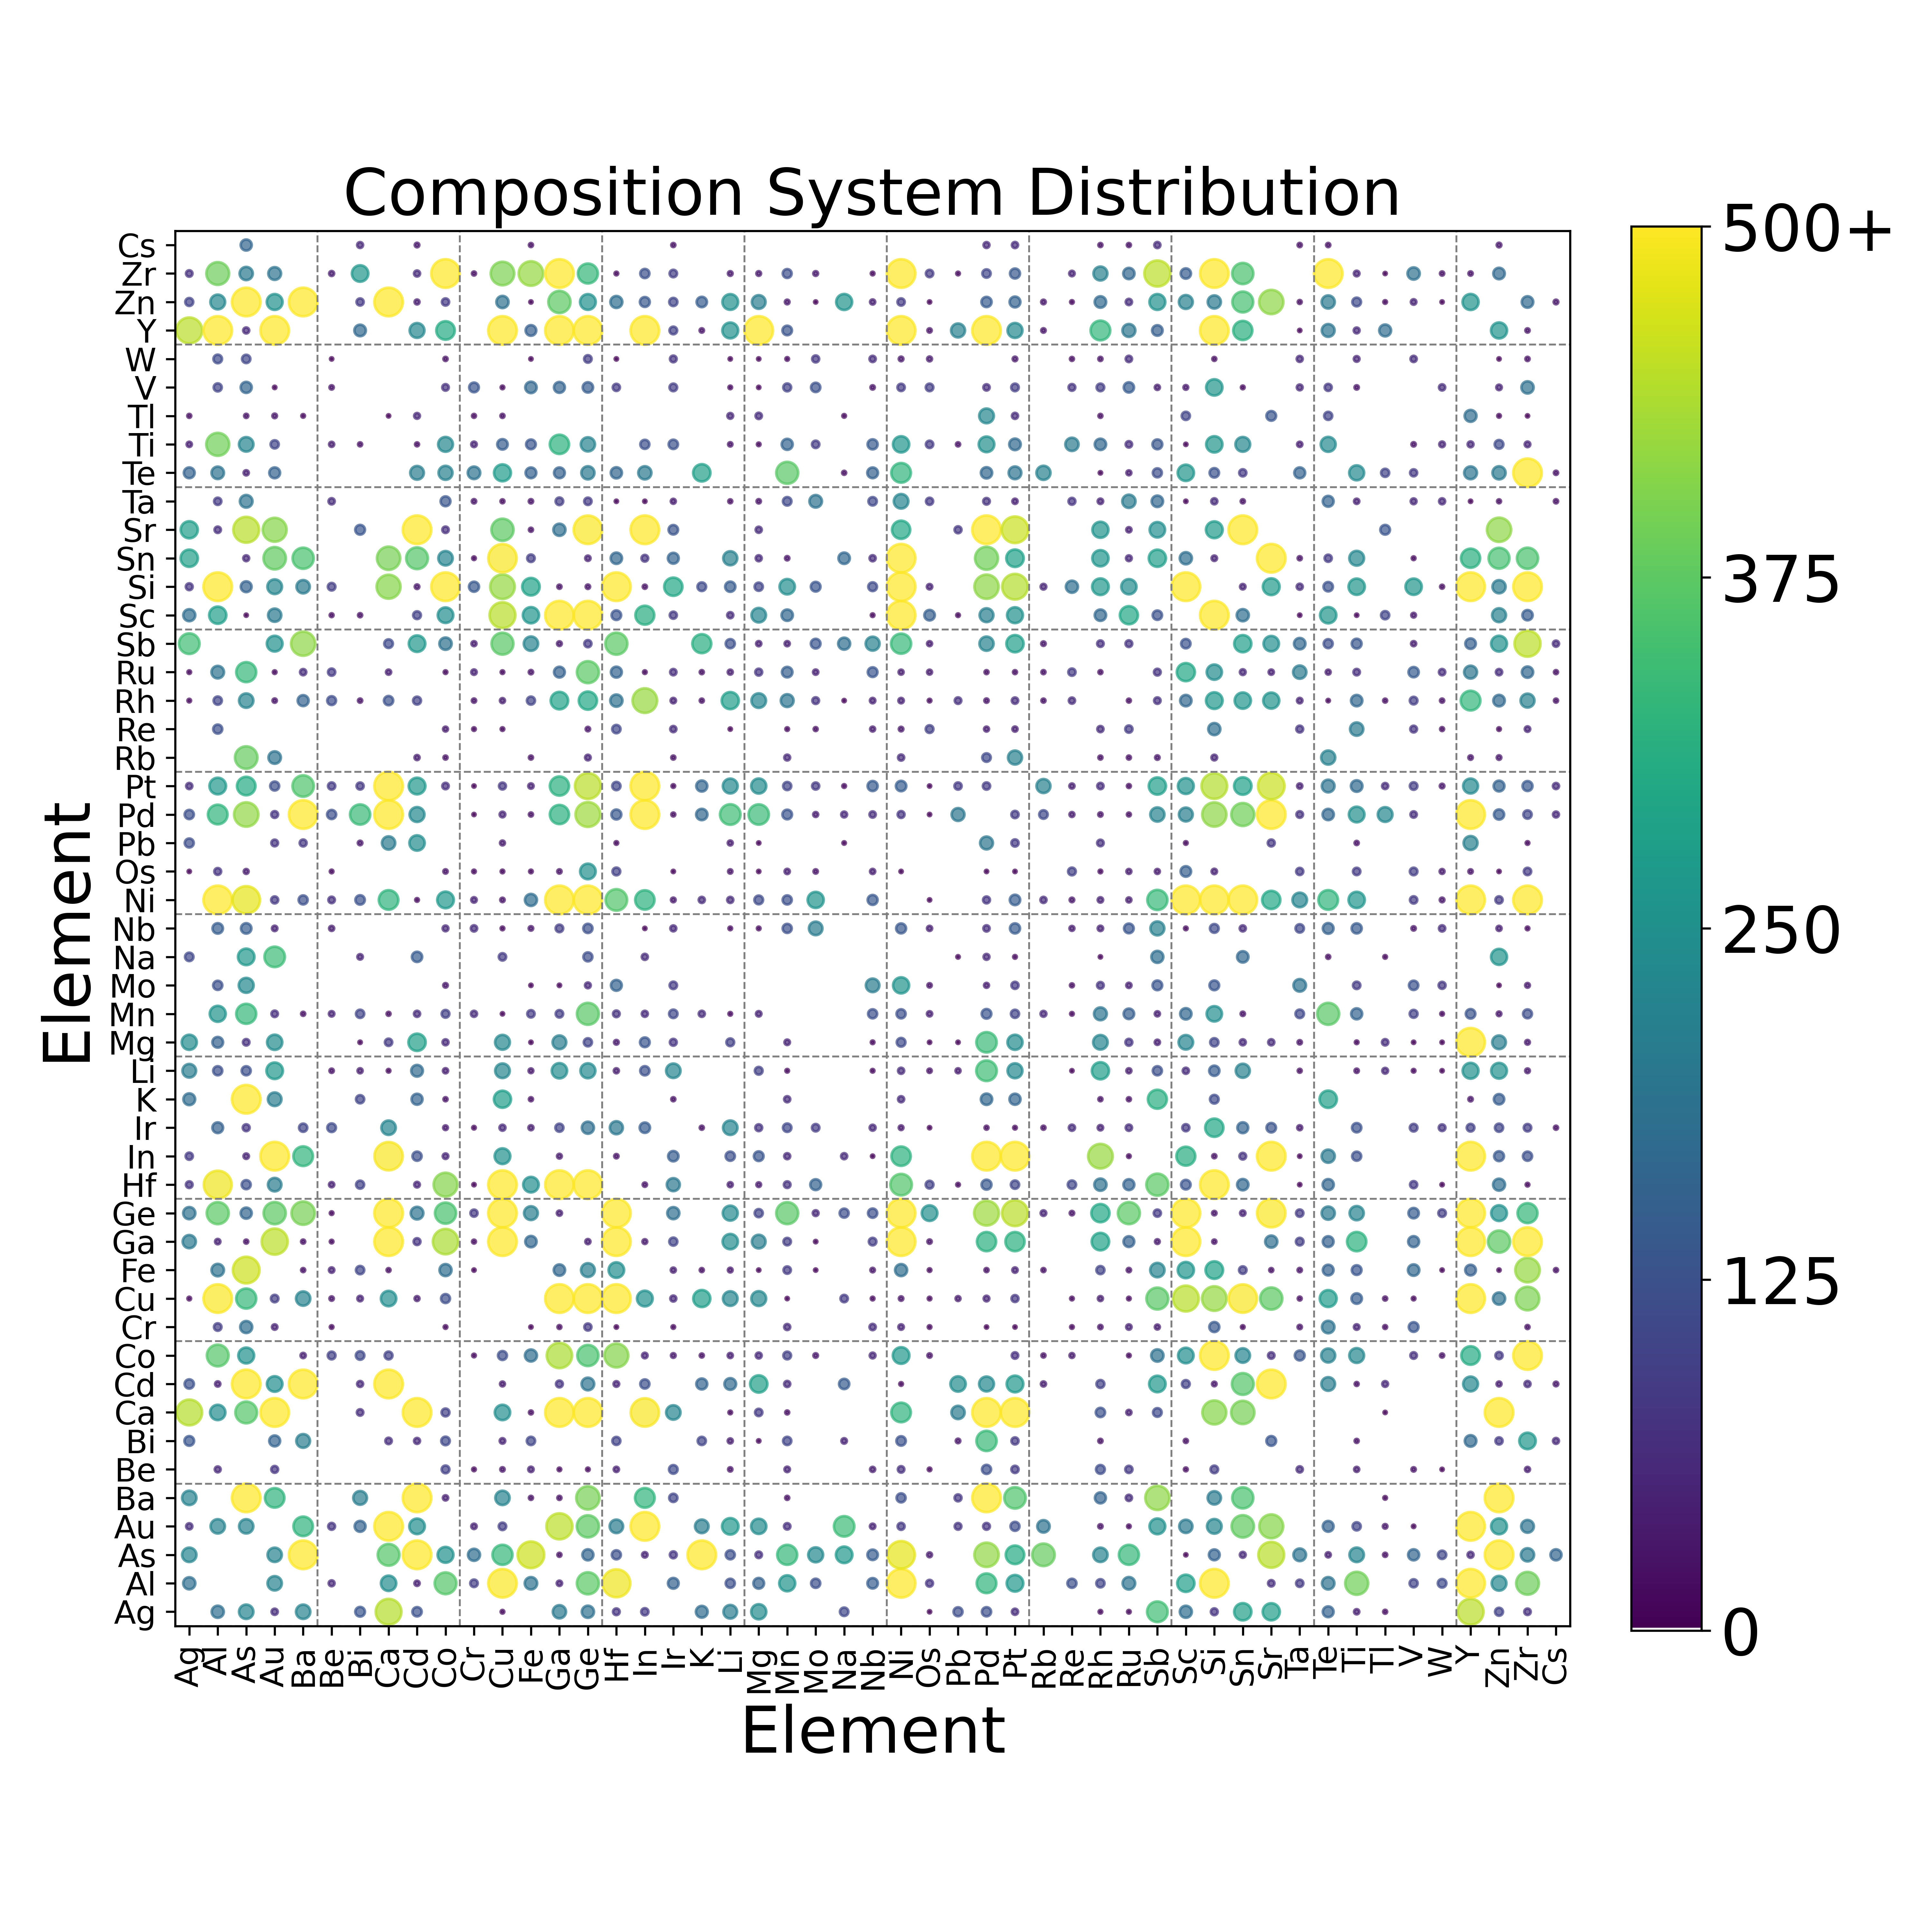 Composition System Distribution
Cs
Zr
Zn
Y
W
V
Tl
Ti
Te
Ta
Sr
Sn
Si
Sc
Sb
Ru
Rh
Re
Rb
Pt
Pd
Pb
Os
Ni
Nb
Na
Mo
Mn
Mg
Li
K
Ir
In
Hf
Ge
Ga
Fe
Cu
Cr
Co
Cd
Ca
Bi
Be
Ba
Au
As
Al
Ag
Element
Ag Al As Au Ba Be Bi Ca Cd Co Cr Cu Fe Ga Ge Hf In Ir K Li Mg Mn Mo Na Nb Ni Os Pb Pd Pt Rb Re Rh Ru Sb Sc Si Sn Sr Ta Te Ti Tl V W Y Zn Zr Cs
Element
500+
375
250
125
0